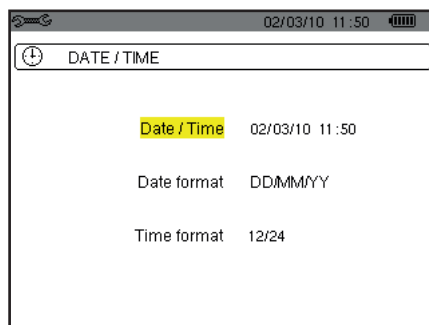 02/03/10 11:50
DATE / TIME
Date / Time 02/03/10 11:50
Date format DD/MM/YY
Time format 12/24